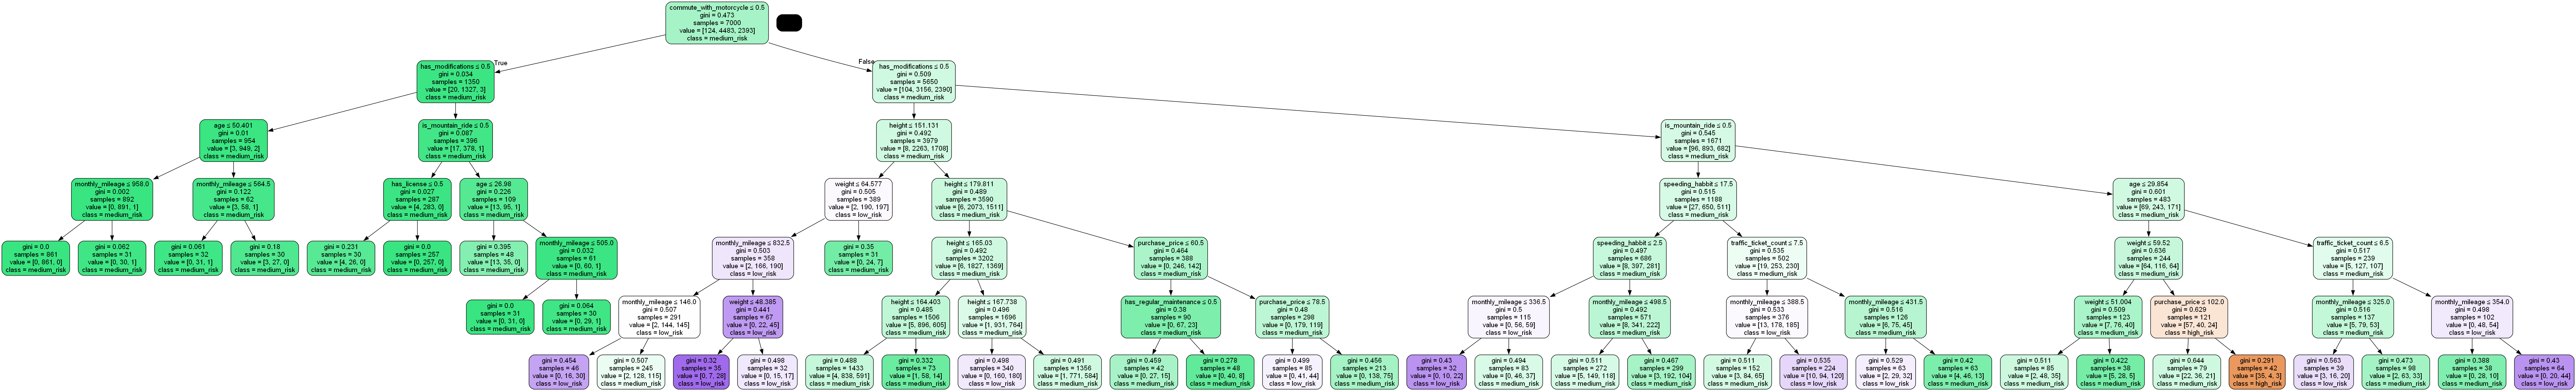 commute_with_motorcycle ≤ 0.5
gini = 0.473
samples = 7000
value = [124, 4483, 2393]
class = medium_risk
True
False
has_modifications ≤ 0.5
gini = 0.034
samples = 1350
value = [20, 1327, 3]
class = medium_risk
has_modifications ≤ 0.5
gini = 0.509
samples = 5650
value = [104, 3156, 2390]
class = medium_risk
age ≤ 50.401
gini = 0.01
samples = 954
value = [3, 949, 2]
class = medium_risk
is_mountain_ride ≤ 0.5
gini = 0.087
samples = 396
value = [17, 378, 1]
class = medium_risk
height ≤ 151.131
gini = 0.492
samples = 3979
value = [8, 2263, 1708]
class = medium_risk
is_mountain_ride ≤ 0.5
gini = 0.545
samples = 1671
value = [96, 893, 682]
class = medium_risk
monthly_mileage ≤ 958.0
gini = 0.002
samples = 892
value = [0, 891, 1]
class = medium_risk
monthly_mileage ≤ 564.5
gini = 0.122
samples = 62
value = [3, 58, 1]
class = medium_risk
has_license ≤ 0.5
gini = 0.027
samples = 287
value = [4, 283, 0]
class = medium_risk
age ≤ 26.98
gini = 0.226
samples = 109
value = [13, 95, 1]
class = medium_risk
weight ≤ 64.577
gini = 0.505
samples = 389
value = [2, 190, 197]
class = low_risk
height ≤ 179.811
gini = 0.489
samples = 3590
value = [6, 2073, 1511]
class = medium_risk
speeding_habbit ≤ 17.5
gini = 0.515
samples = 1188
value = [27, 650, 511]
class = medium_risk
age ≤ 29.854
gini = 0.601
samples = 483
value = [69, 243, 171]
class = medium_risk
gini = 0.0
samples = 861
value = [0, 861, 0]
class = medium_risk
gini = 0.062
samples = 31
value = [0, 30, 1]
class = medium_risk
gini = 0.061
samples = 32
value = [0, 31, 1]
class = medium_risk
gini = 0.18
samples = 30
value = [3, 27, 0]
class = medium_risk
gini = 0.231
samples = 30
value = [4, 26, 0]
class = medium_risk
gini = 0.0
samples = 257
value = [0, 257, 0]
class = medium_risk
gini = 0.395
samples = 48
value = [13, 35, 0]
class = medium_risk
monthly_mileage ≤ 505.0
gini = 0.032
samples = 61
value = [0, 60, 1]
class = medium_risk
monthly_mileage ≤ 832.5
gini = 0.503
samples = 358
value = [2, 166, 190]
class = low_risk
gini = 0.35
samples = 31
value = [0, 24, 7]
class = medium_risk
height ≤ 165.03
gini = 0.492
samples = 3202
value = [6, 1827, 1369]
class = medium_risk
purchase_price ≤ 60.5
gini = 0.464
samples = 388
value = [0, 246, 142]
class = medium_risk
speeding_habbit ≤ 2.5
gini = 0.497
samples = 686
value = [8, 397, 281]
class = medium_risk
traffic_ticket_count ≤ 7.5
gini = 0.535
samples = 502
value = [19, 253, 230]
class = medium_risk
weight ≤ 59.52
gini = 0.636
samples = 244
value = [64, 116, 64]
class = medium_risk
traffic_ticket_count ≤ 6.5
gini = 0.517
samples = 239
value = [5, 127, 107]
class = medium_risk
gini = 0.0
samples = 31
value = [0, 31, 0]
class = medium_risk
gini = 0.064
samples = 30
value = [0, 29, 1]
class = medium_risk
monthly_mileage ≤ 146.0
gini = 0.507
samples = 291
value = [2, 144, 145]
class = low_risk
weight ≤ 48.385
gini = 0.441
samples = 67
value = [0, 22, 45]
class = low_risk
height ≤ 164.403
gini = 0.485
samples = 1506
value = [5, 896, 605]
class = medium_risk
height ≤ 167.738
gini = 0.496
samples = 1696
value = [1, 931, 764]
class = medium_risk
has_regular_maintenance ≤ 0.5
gini = 0.38
samples = 90
value = [0, 67, 23]
class = medium_risk
purchase_price ≤ 78.5
gini = 0.48
samples = 298
value = [0, 179, 119]
class = medium_risk
monthly_mileage ≤ 336.5
gini = 0.5
samples = 115
value = [0, 56, 59]
class = low_risk
monthly_mileage ≤ 498.5
gini = 0.492
samples = 571
value = [8, 341, 222]
class = medium_risk
monthly_mileage ≤ 388.5
gini = 0.533
samples = 376
value = [13, 178, 185]
class = low_risk
monthly_mileage ≤ 431.5
gini = 0.516
samples = 126
value = [6, 75, 45]
class = medium_risk
weight ≤ 51.004
gini = 0.509
samples = 123
value = [7, 76, 40]
class = medium_risk
purchase_price ≤ 102.0
gini = 0.629
samples = 121
value = [57, 40, 24]
class = high_risk
monthly_mileage ≤ 325.0
gini = 0.516
samples = 137
value = [5, 79, 53]
class = medium_risk
monthly_mileage ≤ 354.0
gini = 0.498
samples = 102
value = [0, 48, 54]
class = low_risk
gini = 0.454
samples = 46
value = [0, 16, 30]
class = low_risk
gini = 0.507
samples = 245
value = [2, 128, 115]
class = medium_risk
gini = 0.32
samples = 35
value = [0, 7, 28]
class = low_risk
gini = 0.498
samples = 32
value = [0, 15, 17]
class = low_risk
gini = 0.488
samples = 1433
value = [4, 838, 591]
class = medium_risk
gini = 0.332
samples = 73
value = [1, 58, 14]
class = medium_risk
gini = 0.498
samples = 340
value = [0, 160, 180]
class = low_risk
gini = 0.491
samples = 1356
value = [1, 771, 584]
class = medium_risk
gini = 0.459
samples = 42
value = [0, 27, 15]
class = medium_risk
gini = 0.278
samples = 48
value = [0, 40, 8]
class = medium_risk
gini = 0.499
samples = 85
value = [0, 41, 44]
class = low_risk
gini = 0.456
samples = 213
value = [0, 138, 75]
class = medium_risk
gini = 0.43
samples = 32
value = [0, 10, 22]
class = low_risk
gini = 0.494
samples = 83
value = [0, 46, 37]
class = medium_risk
gini = 0.511
samples = 272
value = [5, 149, 118]
class = medium_risk
gini = 0.467
samples = 299
value = [3, 192, 104]
class = medium_risk
gini = 0.511
samples = 152
value = [3, 84, 65]
class = medium_risk
gini = 0.535
samples = 224
value = [10, 94, 120]
class = low_risk
gini = 0.529
samples = 63
value = [2, 29, 32]
class = low_risk
gini = 0.42
samples = 63
value = [4, 46, 13]
class = medium_risk
gini = 0.511
samples = 85
value = [2, 48, 35]
class = medium_risk
gini = 0.422
samples = 38
value = [5, 28, 5]
class = medium_risk
gini = 0.644
samples = 79
value = [22, 36, 21]
class = medium_risk
gini = 0.291
samples = 42
value = [35, 4, 3]
class = high_risk
gini = 0.563
samples = 39
value = [3, 16, 20]
class = low_risk
gini = 0.473
samples = 98
value = [2, 63, 33]
class = medium_risk
gini = 0.388
samples = 38
value = [0, 28, 10]
class = medium_risk
gini = 0.43
samples = 64
value = [0, 20, 44]
class = low_risk